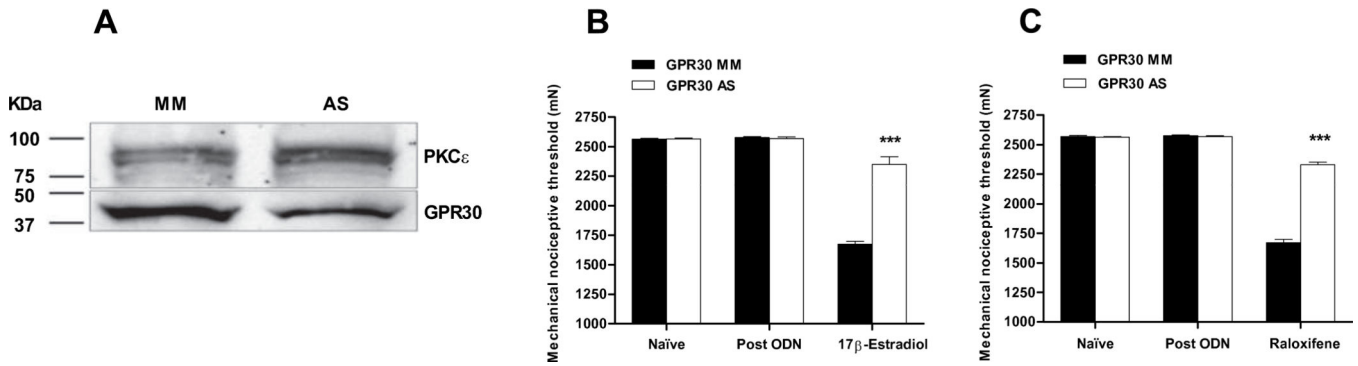 A
KDa
MM AS
100
75
50
37
PKCε
GPR30
B
GPR30 MM
GPR30 AS
Mechanical nociceptive threshold (mN)
2750
2500
2250
2000
1750
1500
1250
1000
***
Naïve Post ODN 17β-Estradiol
C
GPR30 MM
GPR30 AS
Mechanical nociceptive threshold (mN)
2750
2500
2250
2000
1750
1500
1250
1000
***
Naïve Post ODN Raloxifene